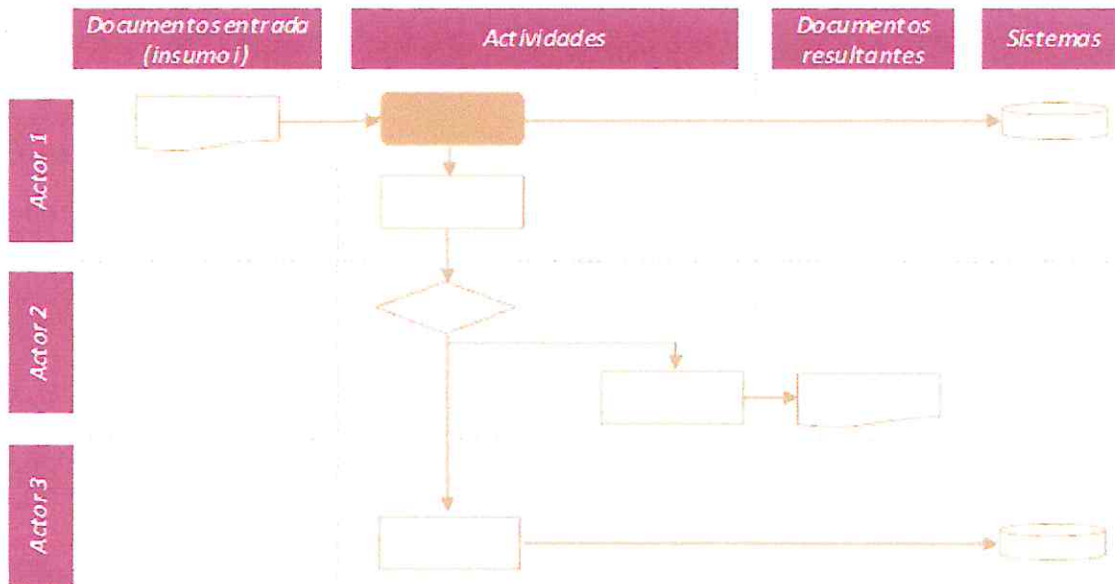 Documentos entrada
(insumo i)
Actividades
Documentos
resultantes
Sistemas
Actor 1
Actor 2
Actor 3